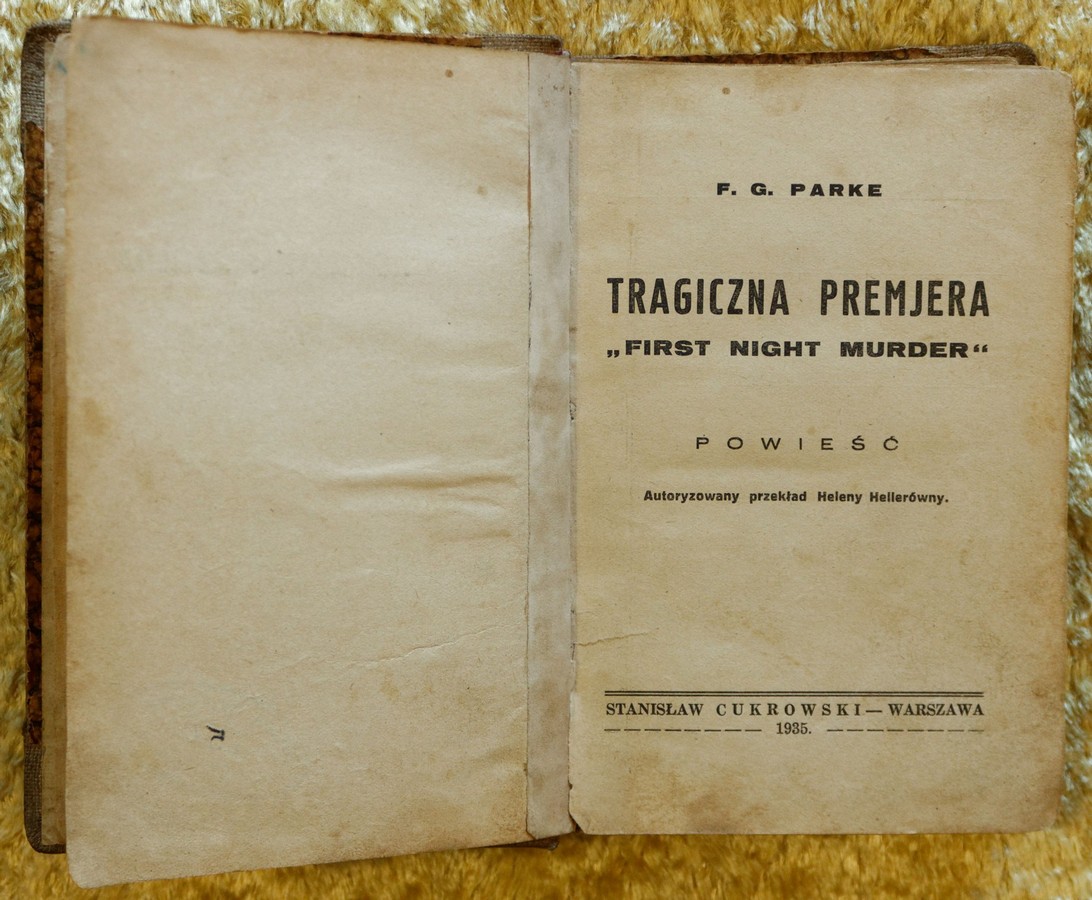 F. G. PARKE
TRAGICZNA PREMJERA
„FIRST NIGHT MURDER“
POWIEŚĆ
Autoryzowany przekład Heleny Hellerówny.
STANISŁAW CUKROWSKI — WARSZAWA
1935.